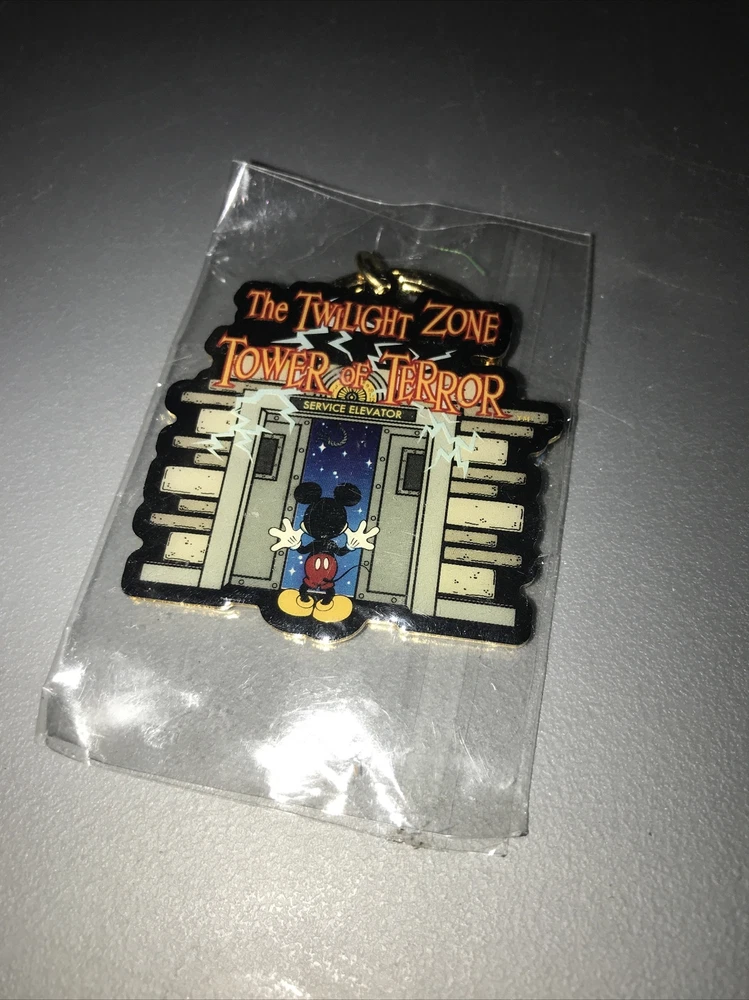 The TWILIGHT ZONE
TOWER OF TERROR
SERVICE ELEVATOR